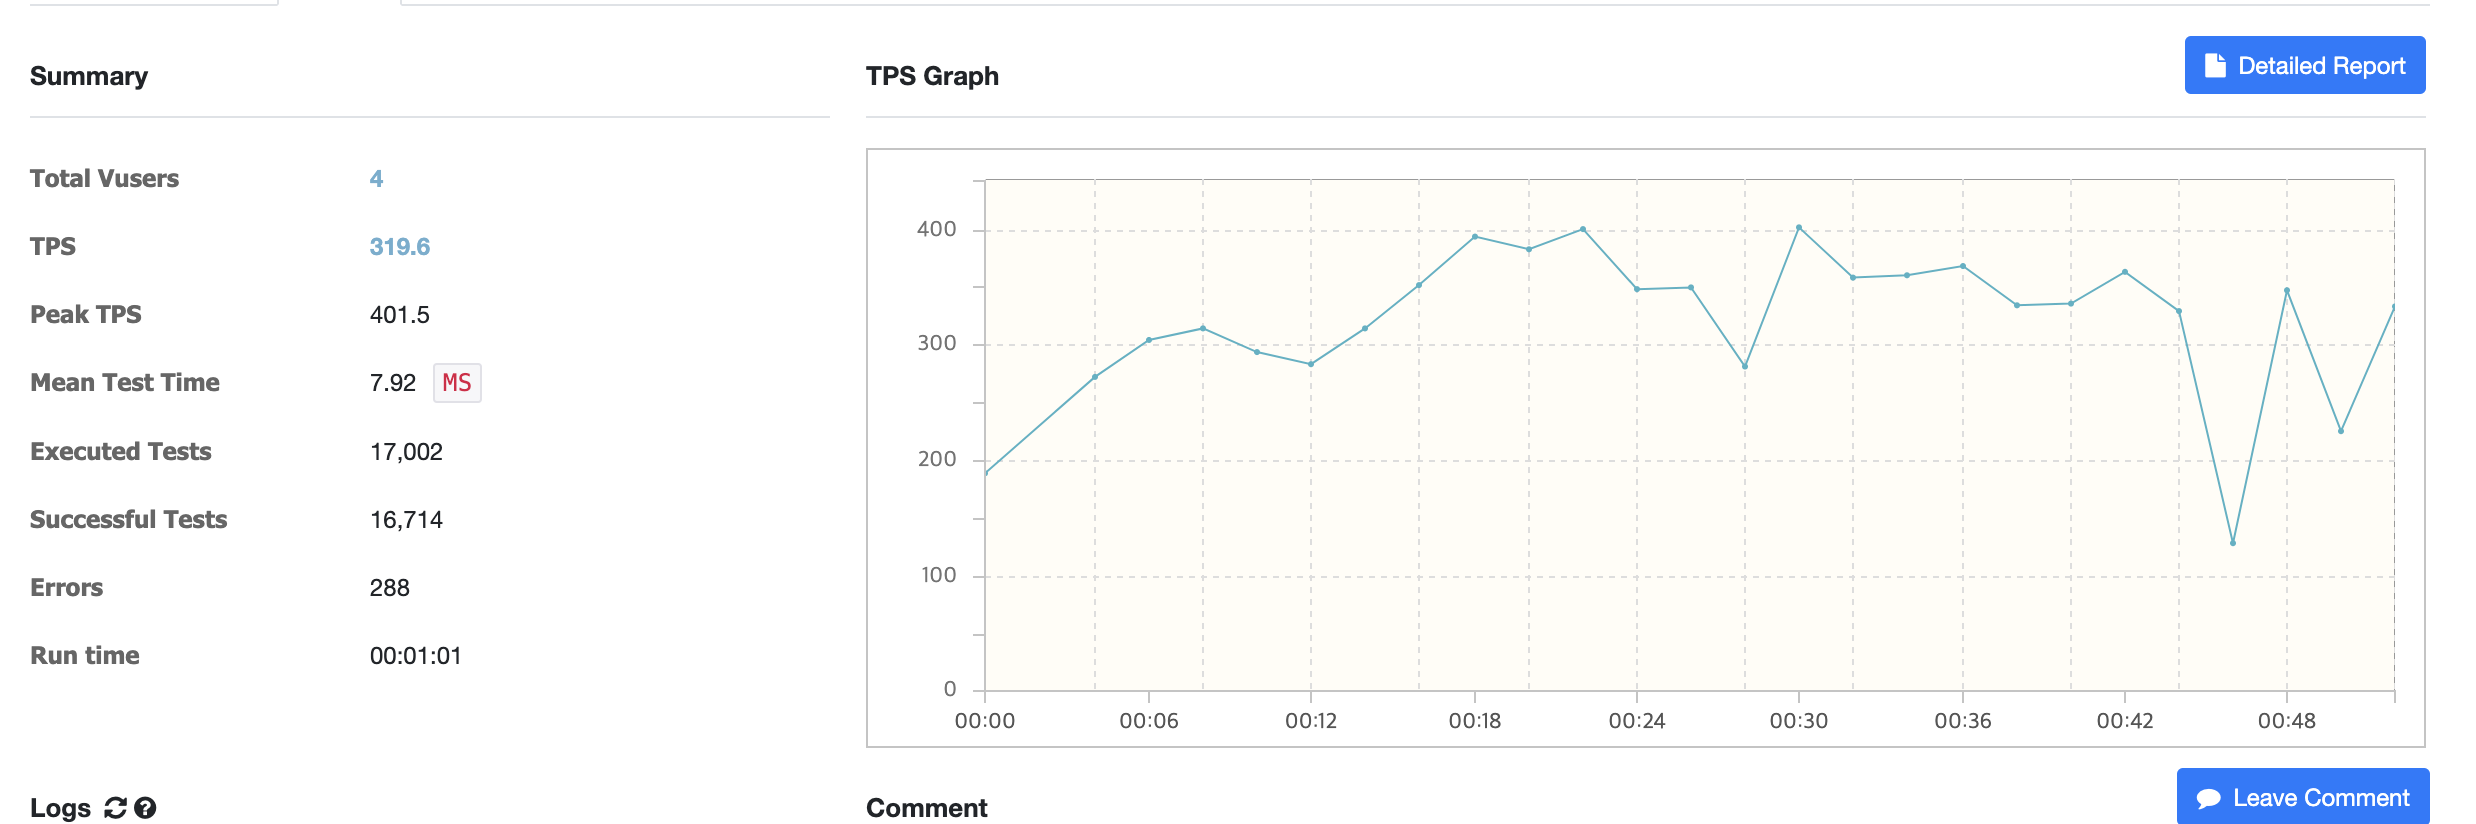 Summary
Total Vusers 4
TPS 319.6
Peak TPS 401.5
Mean Test Time 7.92 MS
Executed Tests 17,002
Successful Tests 16,714
Errors 288
Run time 00:01:01
Logs
TPS Graph
Detailed Report
400
300
200
100
0
00:00 00:06 00:12 00:18 00:24 00:30 00:36 00:42 00:48
Comment
Leave Comment